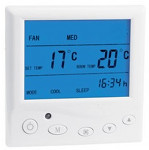 FAN MED
17°C 20°C
SET TEMP ROOM TEMP
16:34 h
MODE COOL SLEEP
M